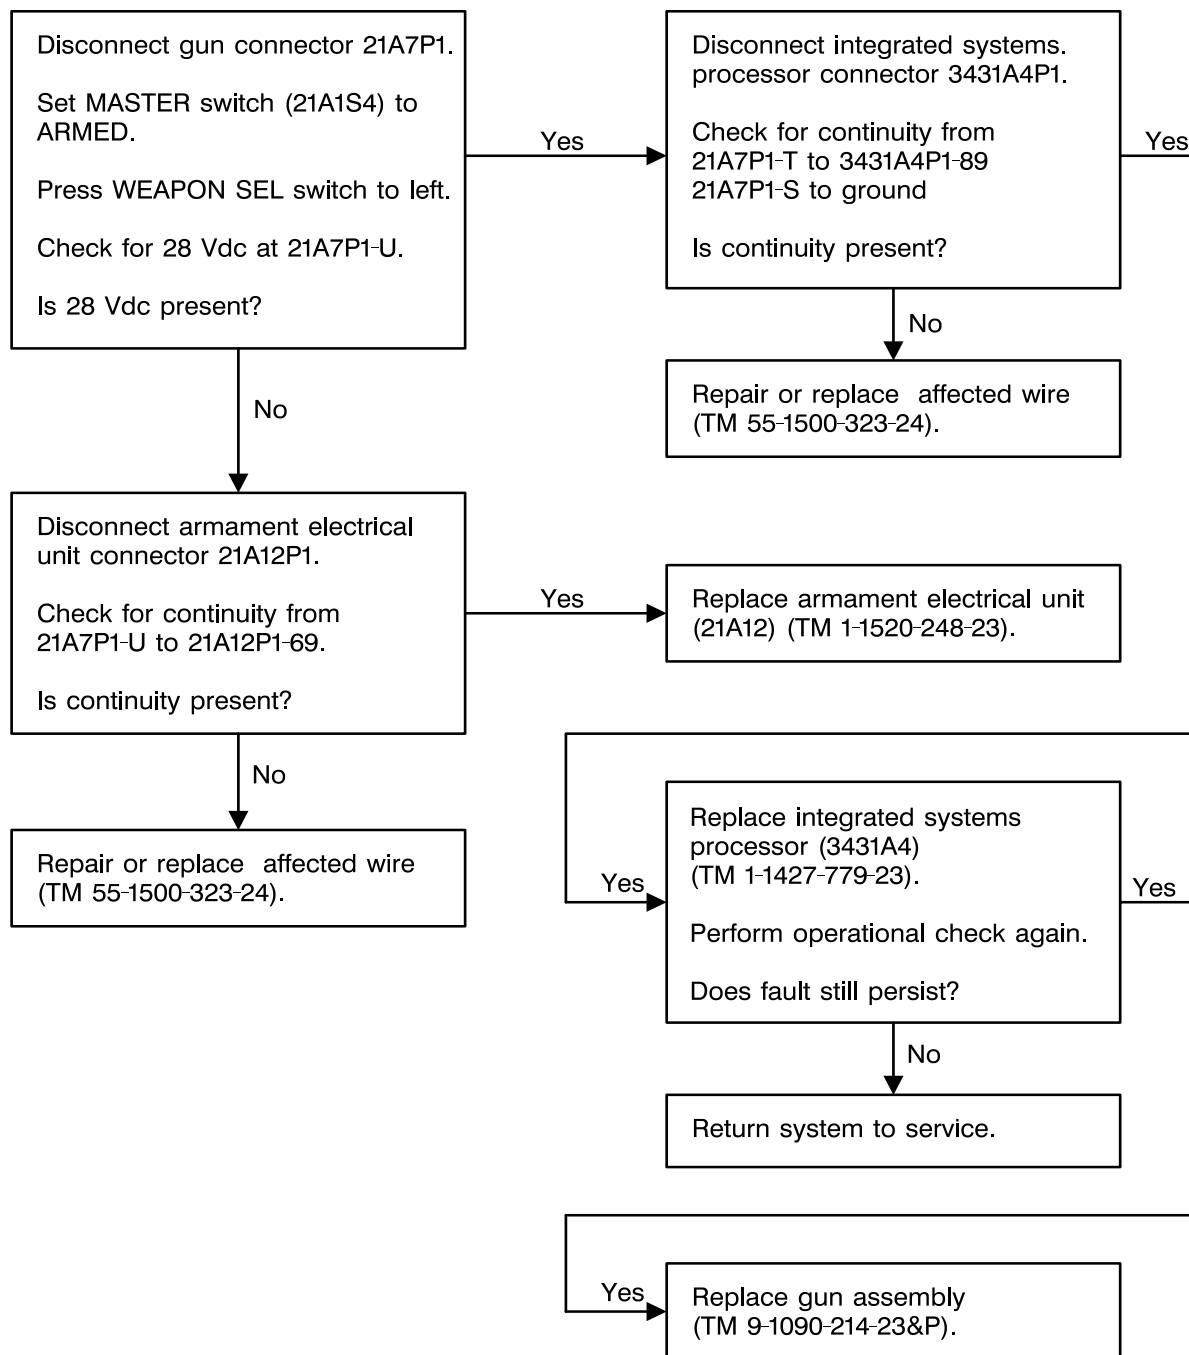 Disconnect gun connector 21A7P1.
Set MASTER switch (21A1S4) to
ARMED.
Press WEAPON SEL switch to left.
Check for 28 Vdc at 21A7P1-U.
Is 28 Vdc present?
Yes
Disconnect integrated systems.
processor connector 3431A4P1.
Check for continuity from
21A7P1-T to 3431A4P1-89
21A7P1-S to ground
Is continuity present?
Yes
No
Repair or replace affected wire
(TM 55-1500-323-24).
No
Disconnect armament electrical
unit connector 21A12P1.
Check for continuity from
21A7P1-U to 21A12P1-69.
Is continuity present?
Yes
Replace armament electrical unit
(21A12) (TM 1-1520-248-23).
No
Repair or replace affected wire
(TM 55-1500-323-24).
Yes
Replace integrated systems
processor (3431A4)
(TM 1-1427-779-23).
Perform operational check again.
Does fault still persist?
Yes
No
Return system to service.
Yes
Replace gun assembly
(TM 9-1090-214-23&P).